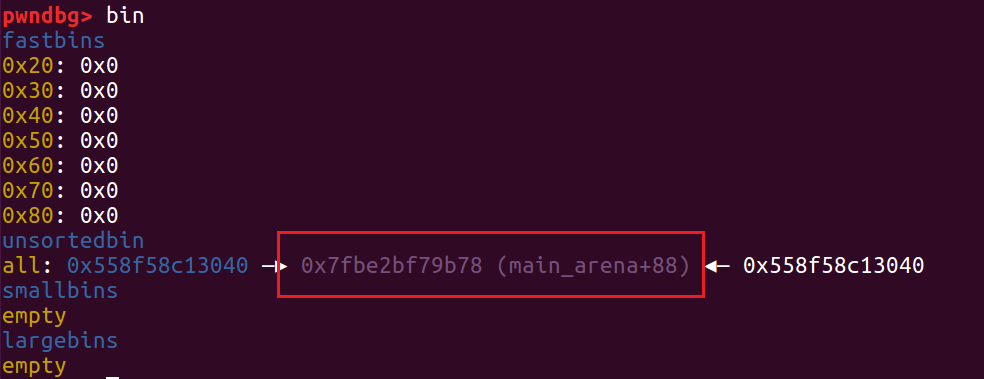 pwndbg> bin
fastbins
0x20: 0x0
0x30: 0x0
0x40: 0x0
0x50: 0x0
0x60: 0x0
0x70: 0x0
0x80: 0x0
unsortedbin
all: 0x558f58c13040 —▸ 0x7fbe2bf79b78 (main_arena+88) ◂— 0x558f58c13040
smallbins
empty
largebins
empty